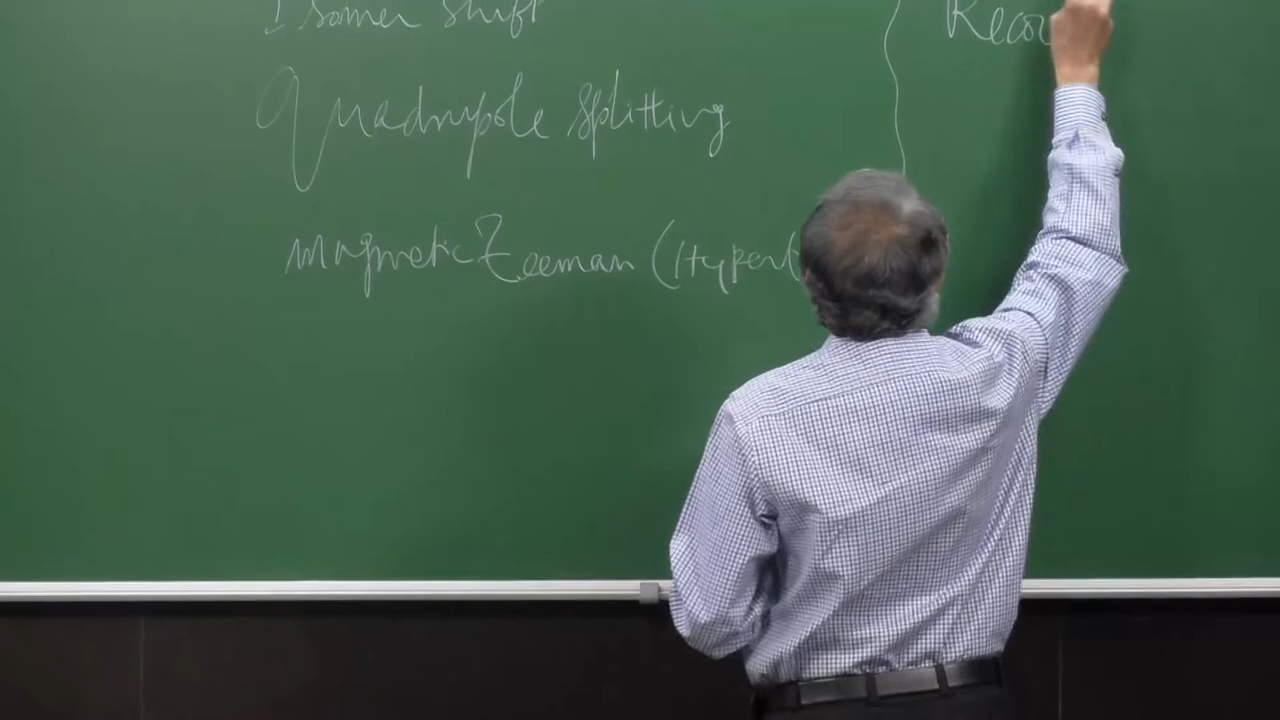 Isomer shift
Quadrupole splitting
Magnetic Zeeman (Hyperf
Reco